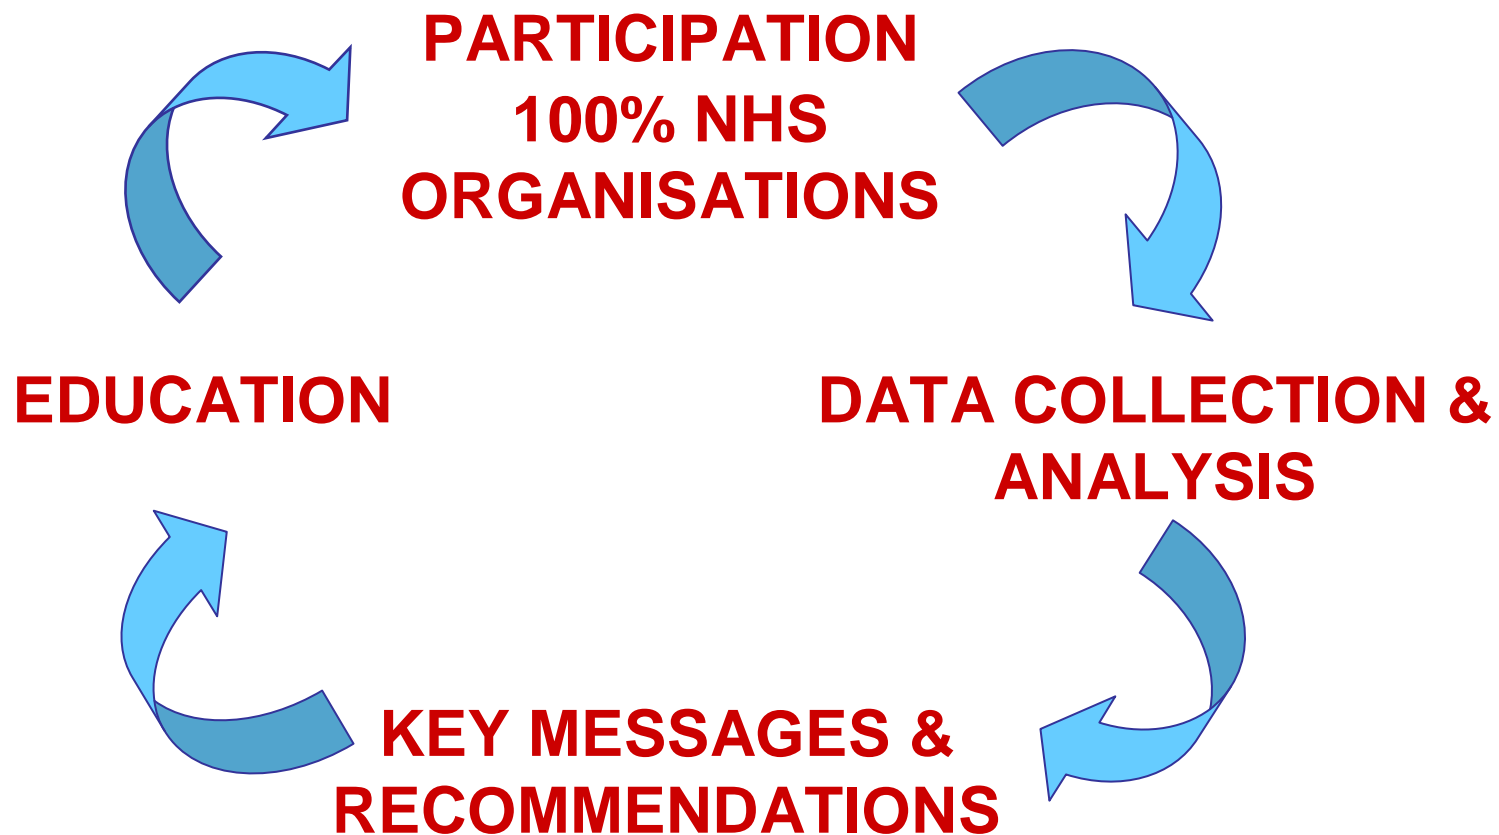 PARTICIPATION
100% NHS
ORGANISATIONS
EDUCATION
DATA COLLECTION &
ANALYSIS
KEY MESSAGES &
RECOMMENDATIONS